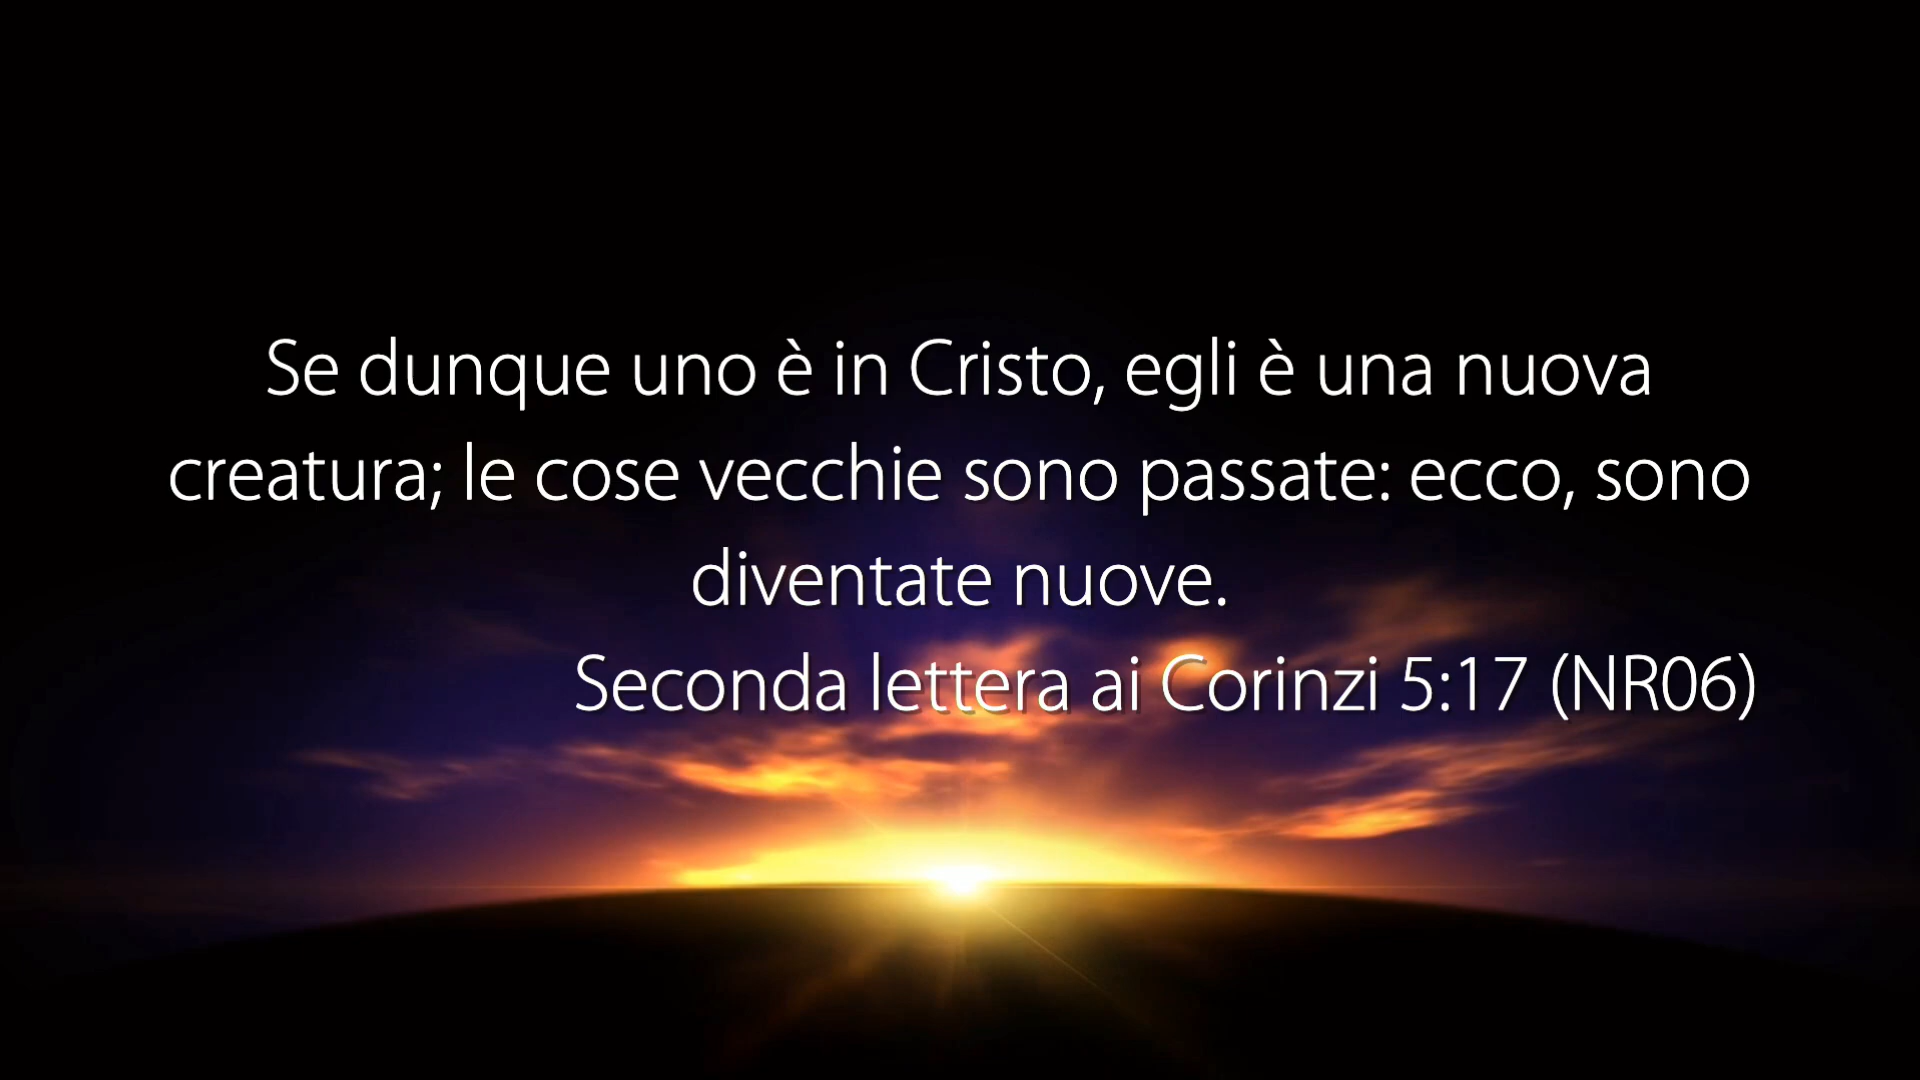 Se dunque uno è in Cristo, egli è una nuova
creatura; le cose vecchie sono passate: ecco, sono
diventate nuove.
Seconda lettera ai Corinzi 5:17 (NR06)